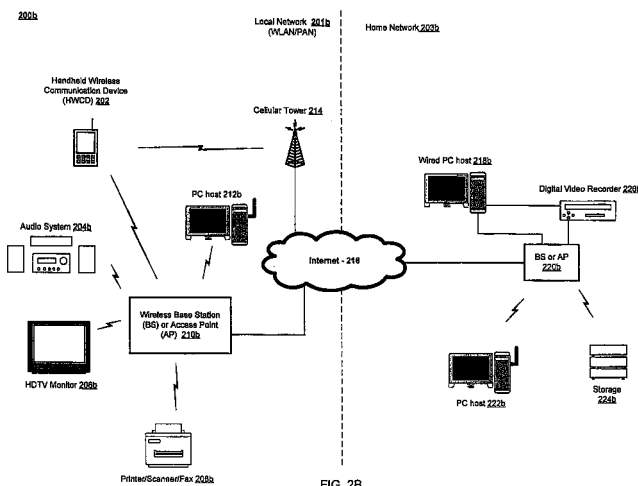 200b
Local Network 201b
(WLAN/PAN)
Home Network 203b
Handheld Wireless
Communication Device
(HWCD) 202
Cellular Tower 214
PC host 212b
Wired PC host 218b
Digital Video Recorder 226b
Audio System 204b
Internet - 216
BS or AP
220b
Wireless Base Station
(BS) or Access Point
(AP) 210b
HDTV Monitor 206b
PC host 222b
Storage
224b
Printer/Scanner/Fax 208b
FIG. 2B